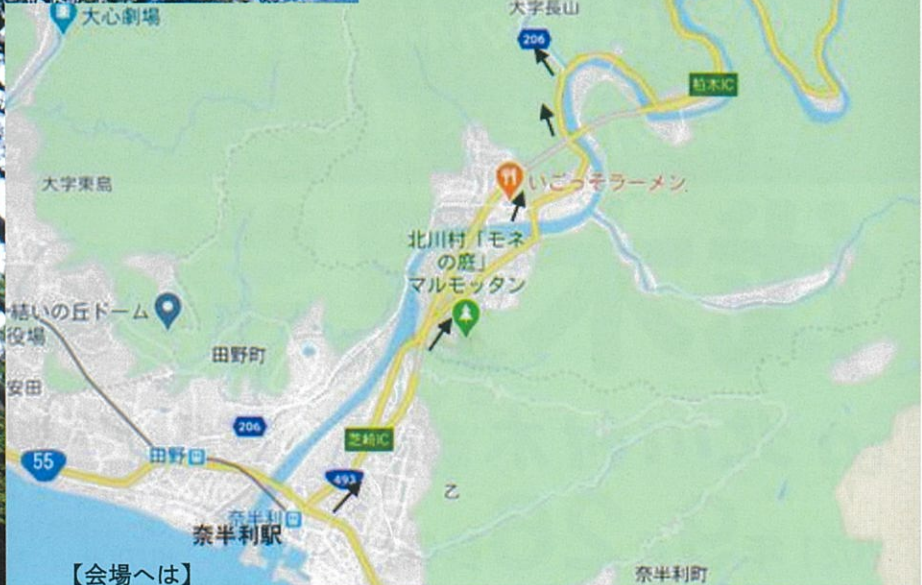 大心劇場
大字長山
206
柏木IC
大字東島
いごっそラーメン
北川村「モネ
の庭」
マルモッタン
結いの丘ドーム
役場
田野町
安田
206
芝崎IC
55
田野
493
乙
奈半利
奈半利駅
奈半利町
【会場へは】